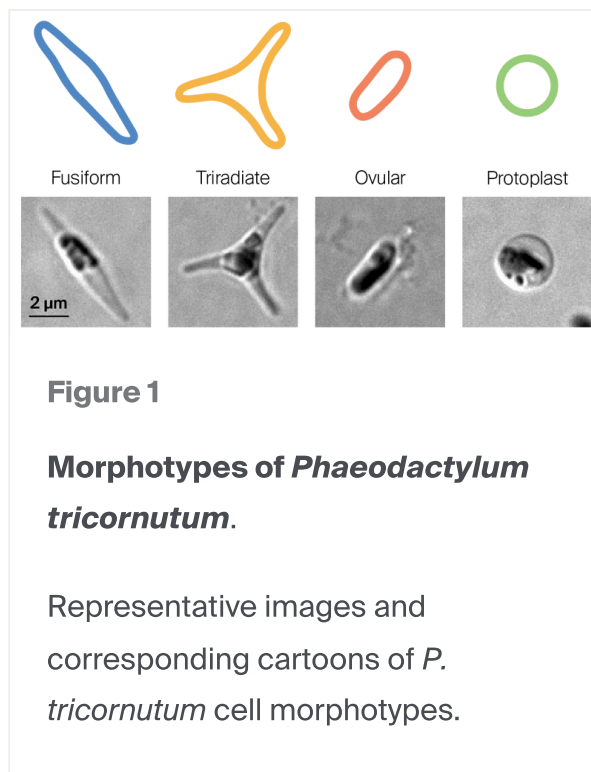 Fusiform Triradiate Ovular Protoplast
2 μm
Figure 1
Morphotypes of Phaeodactylum
tricornutum.
Representative images and
corresponding cartoons of P.
tricornutum cell morphotypes.